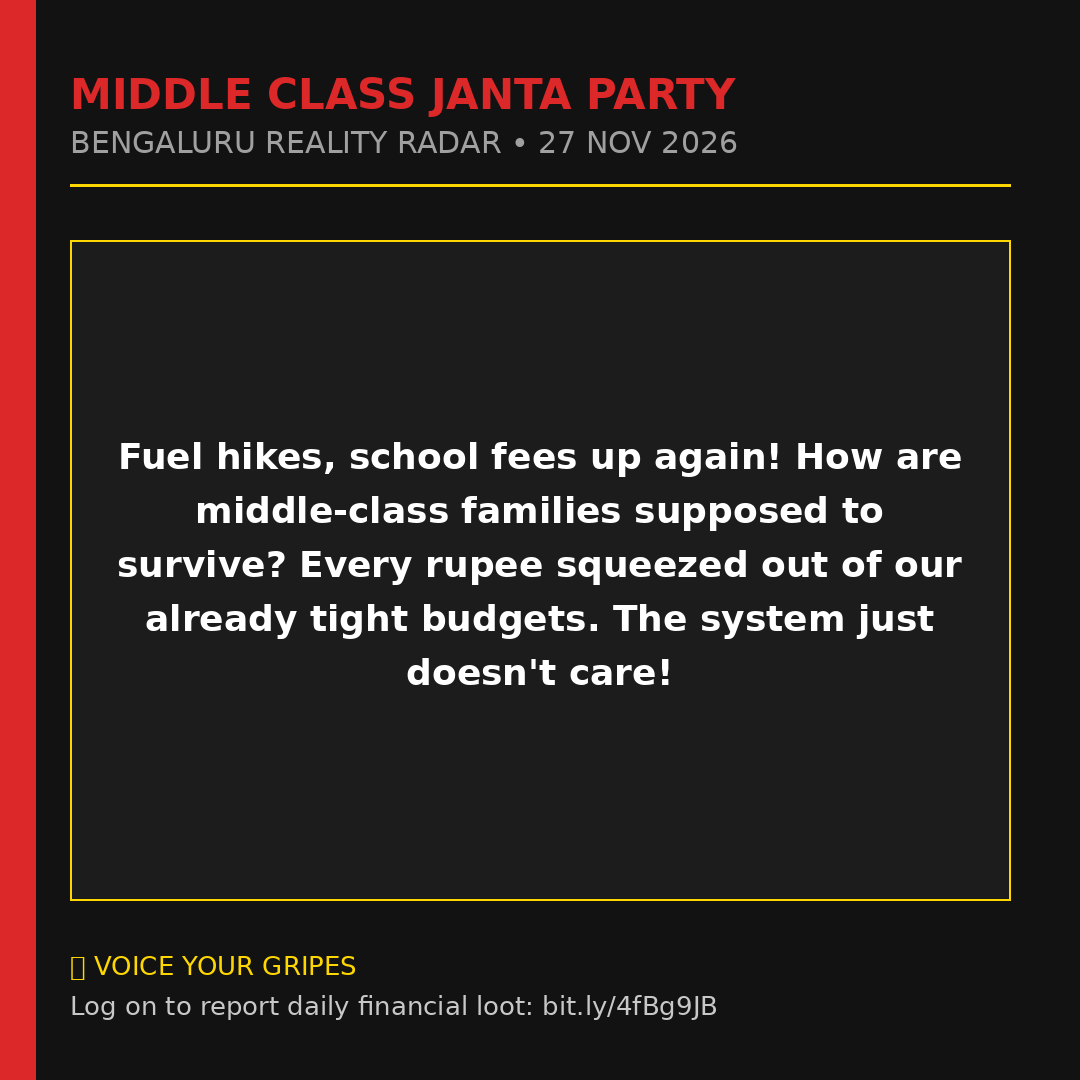 MIDDLE CLASS JANTA PARTY
BENGALURU REALITY RADAR • 27 NOV 2026
Fuel hikes, school fees up again! How are
middle-class families supposed to
survive? Every rupee squeezed out of our
already tight budgets. The system just
doesn't care!
VOICE YOUR GRIPES
Log on to report daily financial loot: bit.ly/4fBg9JB